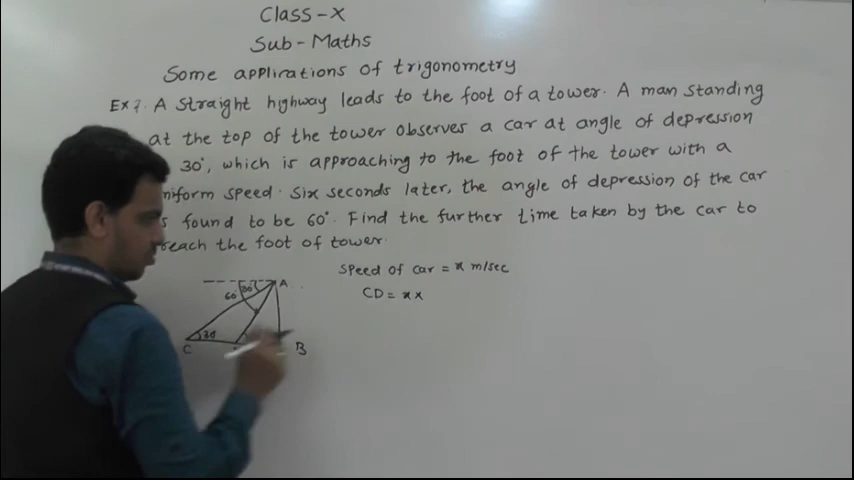 Class-X
Sub-Maths
Some applications of trigonometry
Ex 7. A straight highway leads to the foot of a tower. A man standing
at the top of the tower observes a car at angle of depression
30°, which is approaching to the foot of the tower with a
niform speed. Six seconds later, the angle of depression of the car
s found to be 60°. Find the further time taken by the car to
reach the foot of tower.
Speed of car = x m/sec
CD = x x
A
30
60°
30
C
B